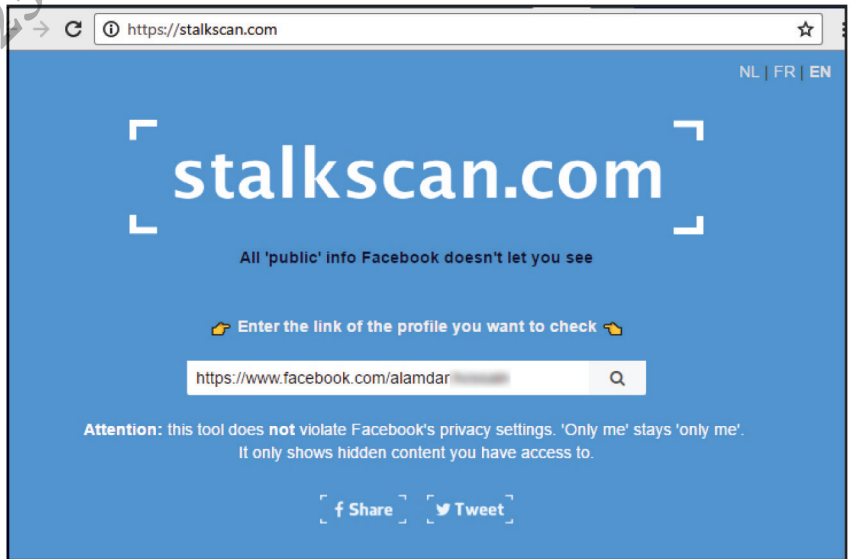 https://stalkscan.com
NL | FR | EN
stalkscan.com
All 'public' info Facebook doesn't let you see
Enter the link of the profile you want to check
https://www.facebook.com/alamdar
Attention: this tool does not violate Facebook's privacy settings. 'Only me' stays 'only me'.
It only shows hidden content you have access to.
Share Tweet